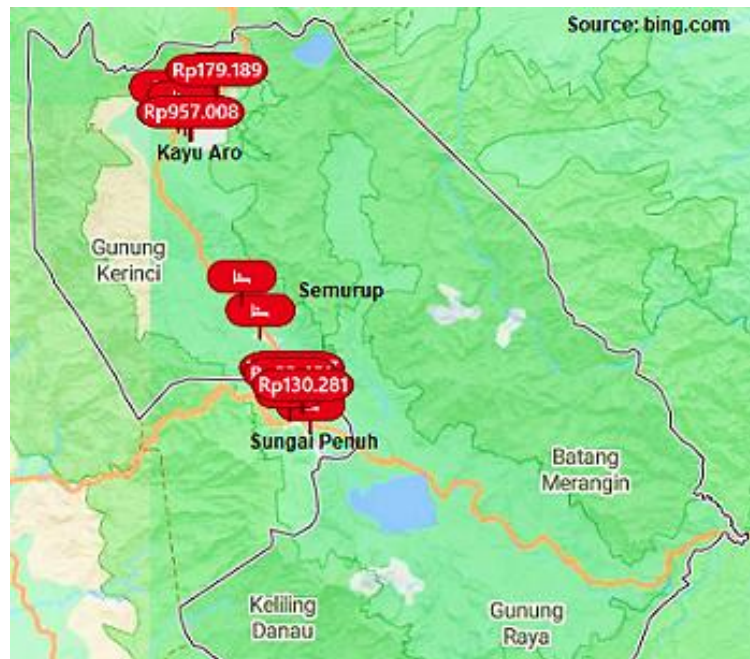 Source: bing.com
Rp179.189
Rp957.008
Kayu Aro
Gunung
Kerinci
Semurup
Rp130.281
Sungai Penuh
Batang
Merangin
Keliling
Danau
Gunung
Raya